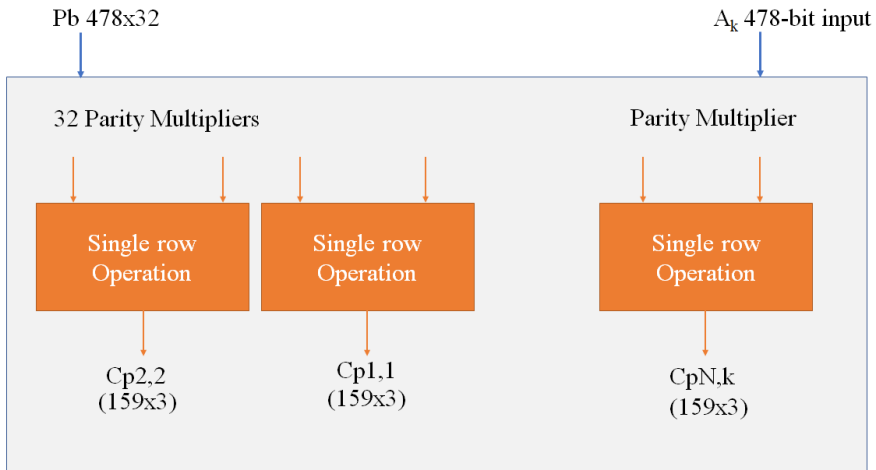 Pb 478x32
Aₖ 478-bit input
32 Parity Multipliers
Parity Multiplier
Single row
Operation
Single row
Operation
Single row
Operation
Cp2,2
(159x3)
Cp1,1
(159x3)
CpN,k
(159x3)